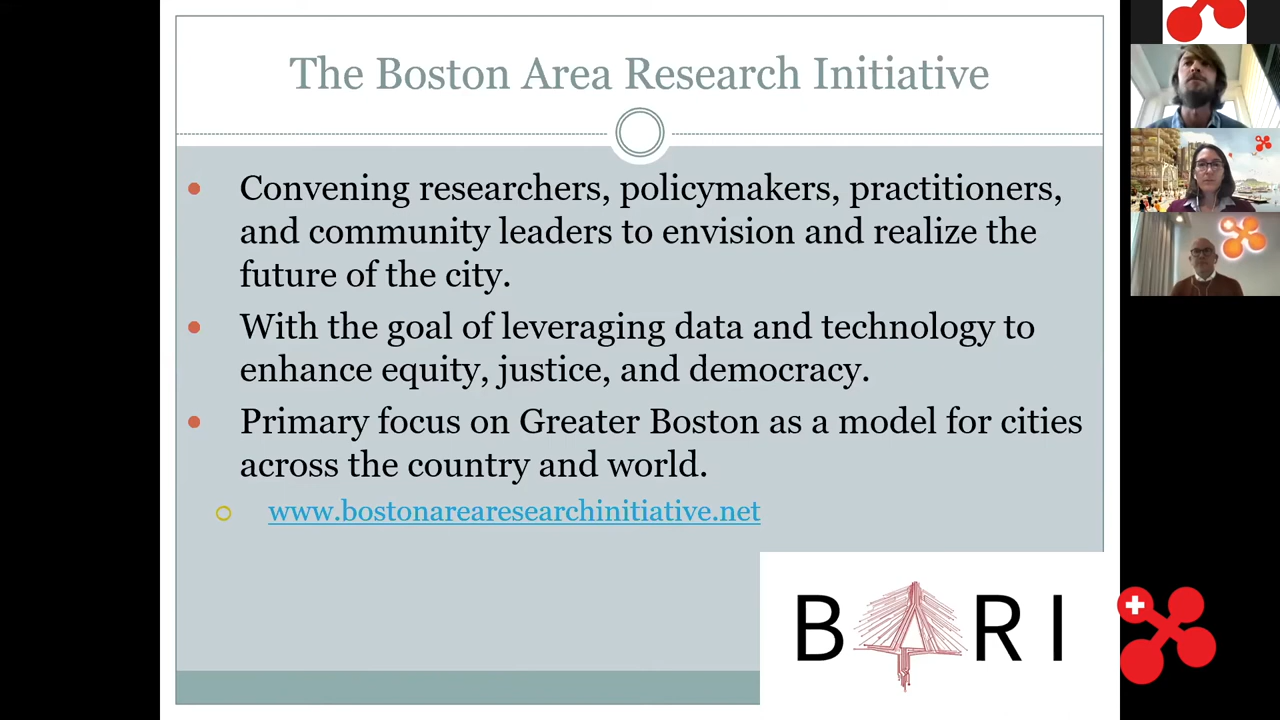 The Boston Area Research Initiative
Convening researchers, policymakers, practitioners,
and community leaders to envision and realize the
future of the city.
With the goal of leveraging data and technology to
enhance equity, justice, and democracy.
Primary focus on Greater Boston as a model for cities
across the country and world.
www.bostonarearesearchinitiative.net
BARI